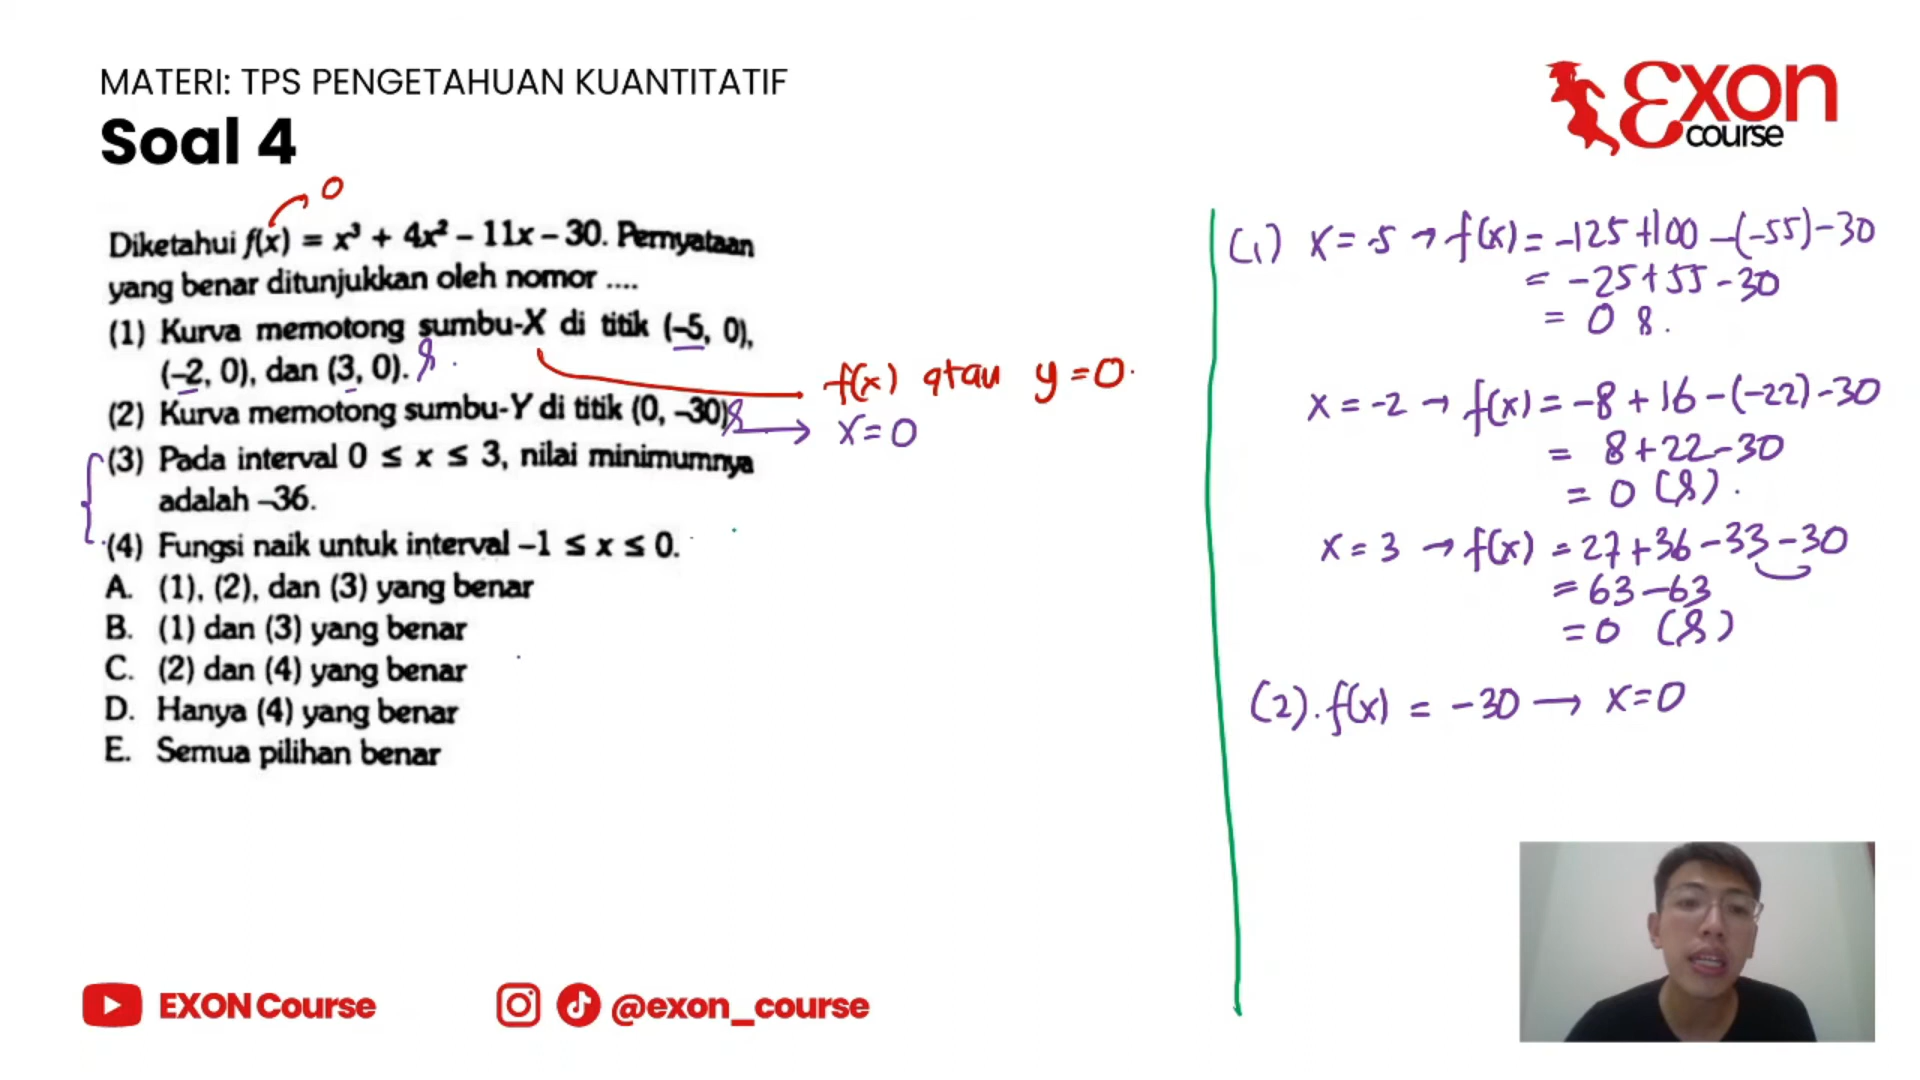 MATERI: TPS PENGETAHUAN KUANTITATIF
Soal 4
εxon
course
0
Diketahui f(x) = x³ + 4x² – 11x – 30. Pernyataan
yang benar ditunjukkan oleh nomor ....
(1) Kurva memotong sumbu-X di titik (–5, 0),
(–2, 0), dan (3, 0).
(2) Kurva memotong sumbu-Y di titik (0, –30)
(3) Pada interval 0 ≤ x ≤ 3, nilai minimumnya
adalah –36.
(4) Fungsi naik untuk interval –1 ≤ x ≤ 0.
A. (1), (2), dan (3) yang benar
B. (1) dan (3) yang benar
C. (2) dan (4) yang benar
D. Hanya (4) yang benar
E. Semua pilihan benar
f(x) atau y = 0.
x = 0
(1) x = -5 → f(x) = -125 + 100 - (-55) - 30
= -25 + 55 - 30
= 0
x = -2 → f(x) = -8 + 16 - (-22) - 30
= 8 + 22 - 30
= 0
x = 3 → f(x) = 27 + 36 - 33 - 30
= 63 - 63
= 0
(2). f(x) = -30 → x = 0
EXON Course
@exon_course